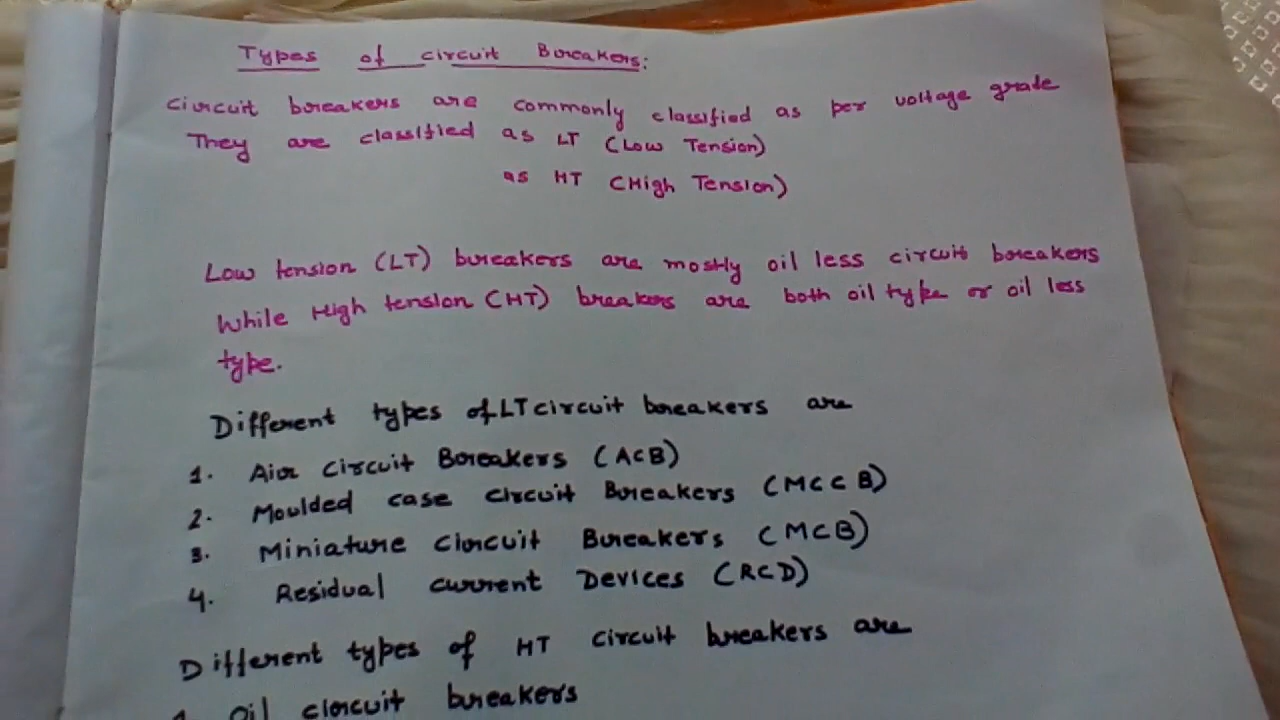 Types of circuit Breakers:
Circuit breakers are commonly classified as per voltage grade
They are classified as LT (Low Tension)
as HT (High Tension)
Low tension (LT) breakers are mostly oil less circuit breakers
While High tension (HT) breakers are both oil type or oil less
type.
Different types of LT circuit breakers are
1. Air Circuit Breakers (ACB)
2. Moulded case circuit Breakers (MCCB)
3. Miniature circuit Breakers (MCB)
4. Residual current Devices (RCD)
Different types of HT circuit breakers are
1. Oil circuit breakers